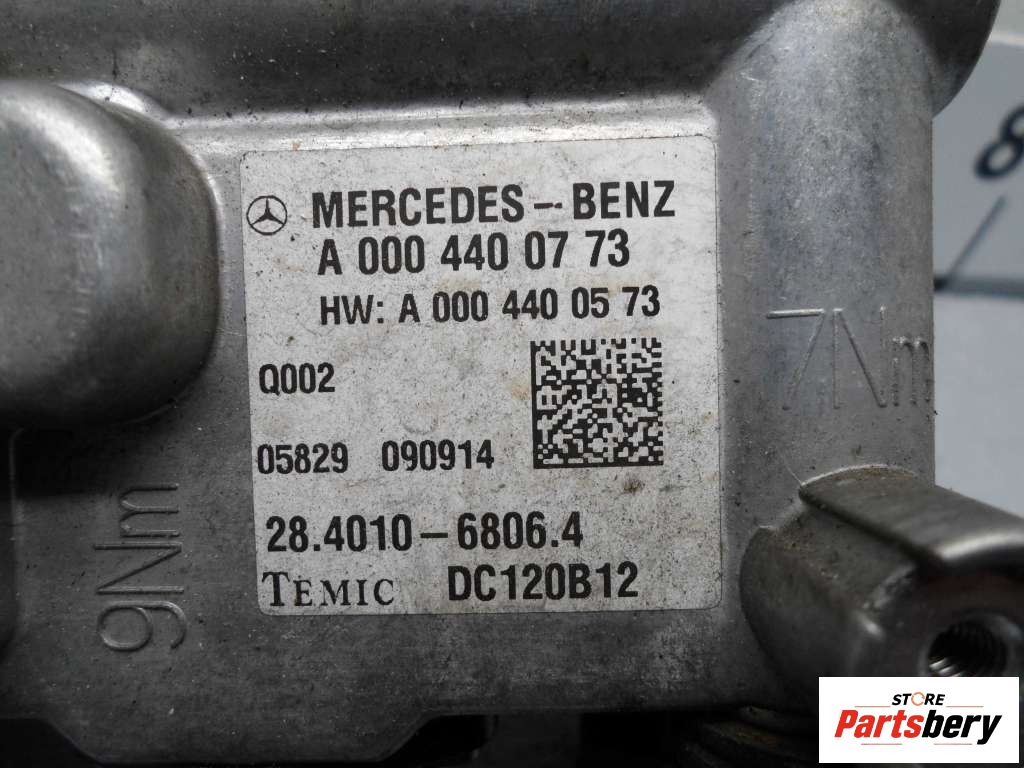 MERCEDES-BENZ
A 000 440 07 73
HW: A 000 440 05 73
Q002
05829 090914
28.4010-6806.4
TEMIC DC120B12
7Nm
9Nm
8
STORE
Partsbery